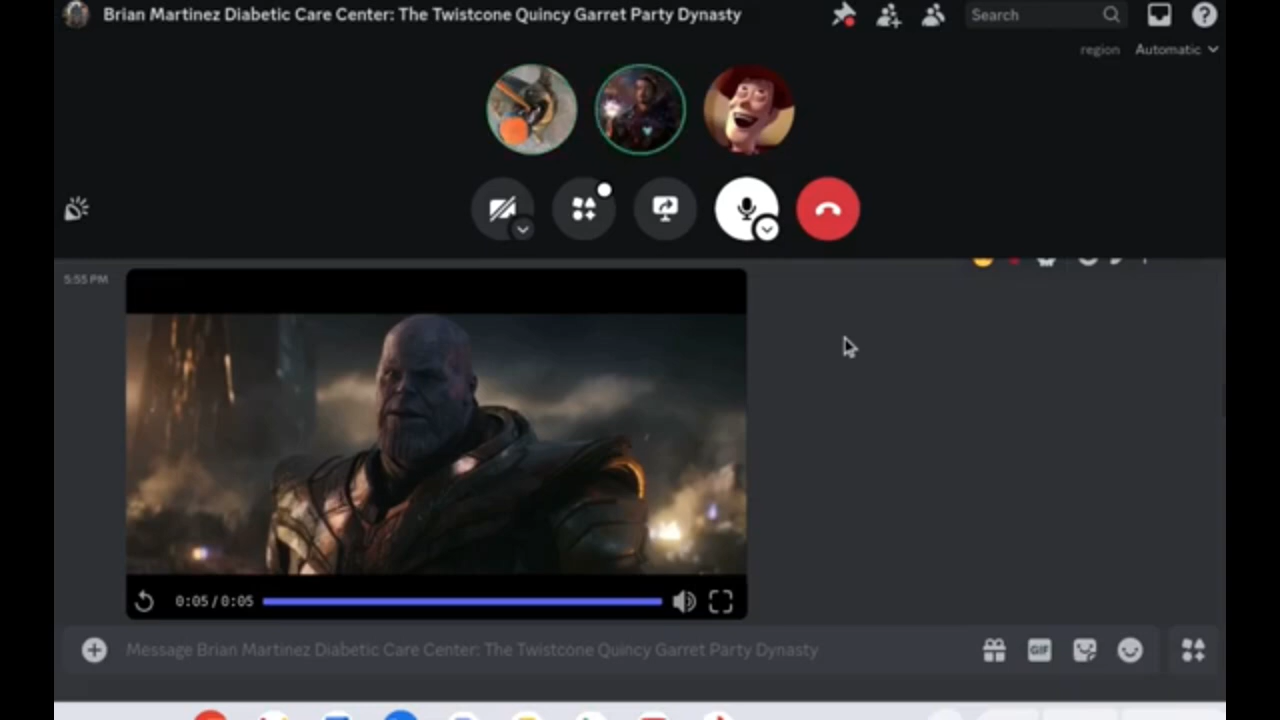 Brian Martinez Diabetic Care Center: The Twistcone Quincy Garret Party Dynasty
Search
region Automatic
5:55 PM
0:05/0:05
Message Brian Martinez Diabetic Care Center: The Twistcone Quincy Garret Party Dynasty
GIF